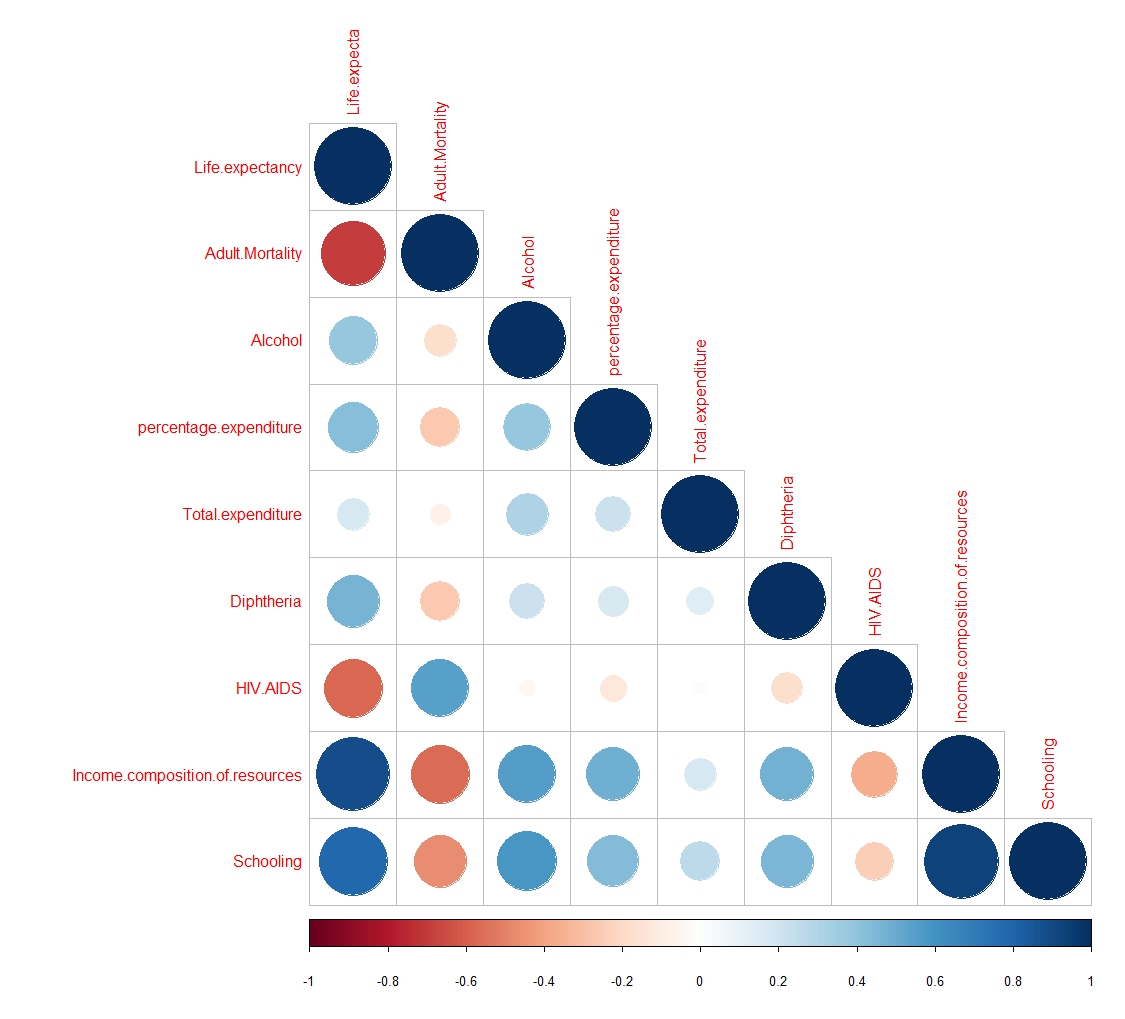 Life.expecta
Adult.Mortality
Alcohol
percentage.expenditure
Total.expenditure
Diphtheria
HIV.AIDS
Income.composition.of.resources
Schooling
Life.expectancy
Adult.Mortality
Alcohol
percentage.expenditure
Total.expenditure
Diphtheria
HIV.AIDS
Income.composition.of.resources
Schooling
-1 -0.8 -0.6 -0.4 -0.2 0 0.2 0.4 0.6 0.8 1